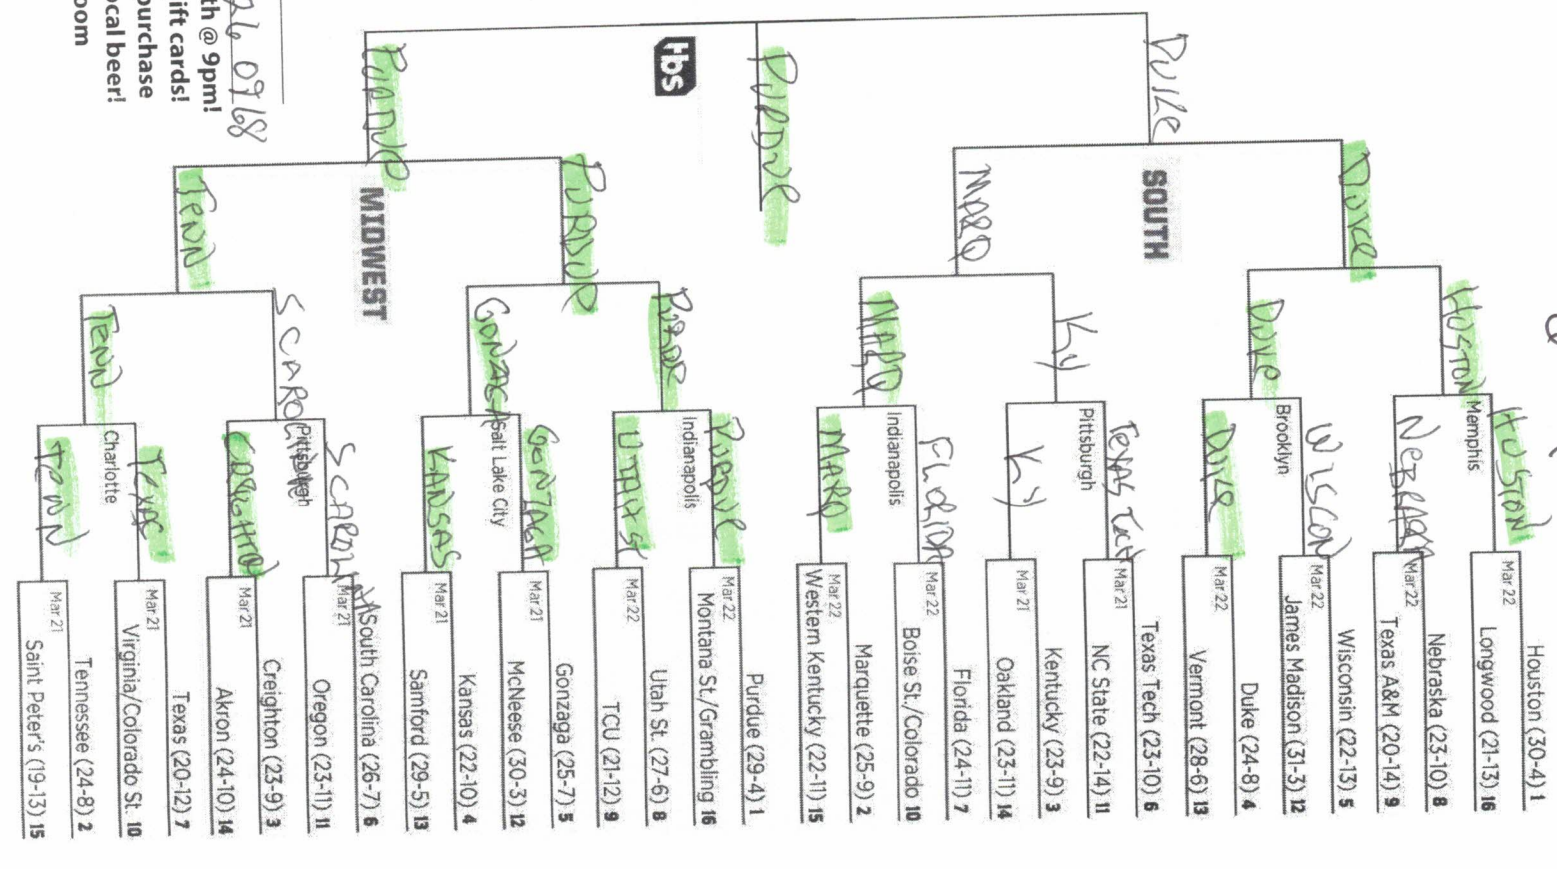 Houston (30-4) 1
Longwood (21-13) 16
Nebraska (23-10) 8
Texas A&M (20-14) 9
Wisconsin (22-13) 5
James Madison (31-3) 12
Duke (24-8) 4
Vermont (28-6) 13
Texas Tech (23-10) 6
NC State (22-14) 11
Kentucky (23-9) 3
Oakland (23-11) 14
Florida (24-11) 7
Boise St./Colorado 10
Marquette (25-9) 2
Western Kentucky (22-11) 15
Purdue (29-4) 1
Montana St./Grambling 16
Utah St. (27-6) 8
TCU (21-12) 9
Gonzaga (25-7) 5
McNeese (30-3) 12
Kansas (22-10) 4
Samford (29-5) 13
South Carolina (26-7) 6
Oregon (23-11) 11
Creighton (23-9) 3
Akron (24-10) 14
Texas (20-12) 7
Virginia/Colorado St. 10
Tennessee (24-8) 2
Saint Peter's (19-13) 15
Mar 22
Mar 22
Mar 22
Mar 22
Mar 21
Mar 21
Mar 22
Mar 22
Mar 22
Mar 22
Mar 21
Mar 21
Mar 21
Mar 21
Mar 21
Mar 21
HUSTON
WISCON
DUKE
TEXAS TECH
KY
FLORIDA
MARQ
PURDUE
UTAH ST
GONZAGA
KANSAS
SCAROLINA
TEXAS
TENN
Memphis
Brooklyn
Pittsburgh
Indianapolis
Indianapolis
Salt Lake City
Pittsburgh
Charlotte
HUSTON
DUKE
KY
MARQ
PURDUE
GONZAGA
SCAROLINA
TENN
DUKE
MARQ
PURDUE
TENN
SOUTH
MIDWEST
DUKE
PURDUE
PURDUE
tbs
26 0968
th @ 9pm!
ift cards!
ourchase
ocal beer!
oom